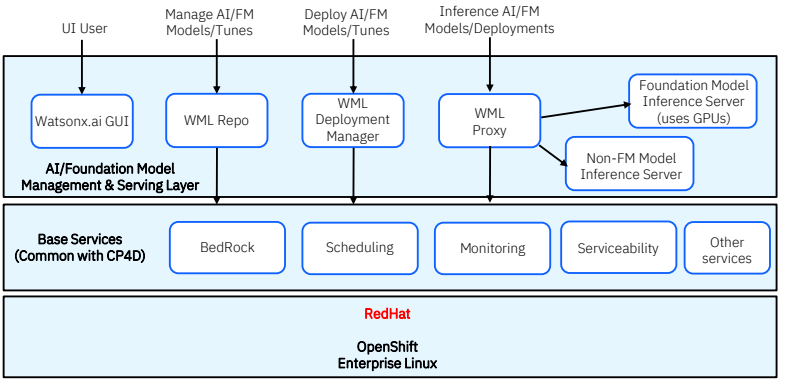 UI User
Manage AI/FM
Models/Tunes
Deploy AI/FM
Models/Tunes
Inference AI/FM
Models/Deployments
Watsonx.ai GUI
WML Repo
WML
Deployment
Manager
WML
Proxy
Foundation Model
Inference Server
(uses GPUs)
Non-FM Model
Inference Server
AI/Foundation Model
Management & Serving Layer
Base Services
(Common with CP4D)
BedRock
Scheduling
Monitoring
Serviceability
Other
services
RedHat
OpenShift
Enterprise Linux